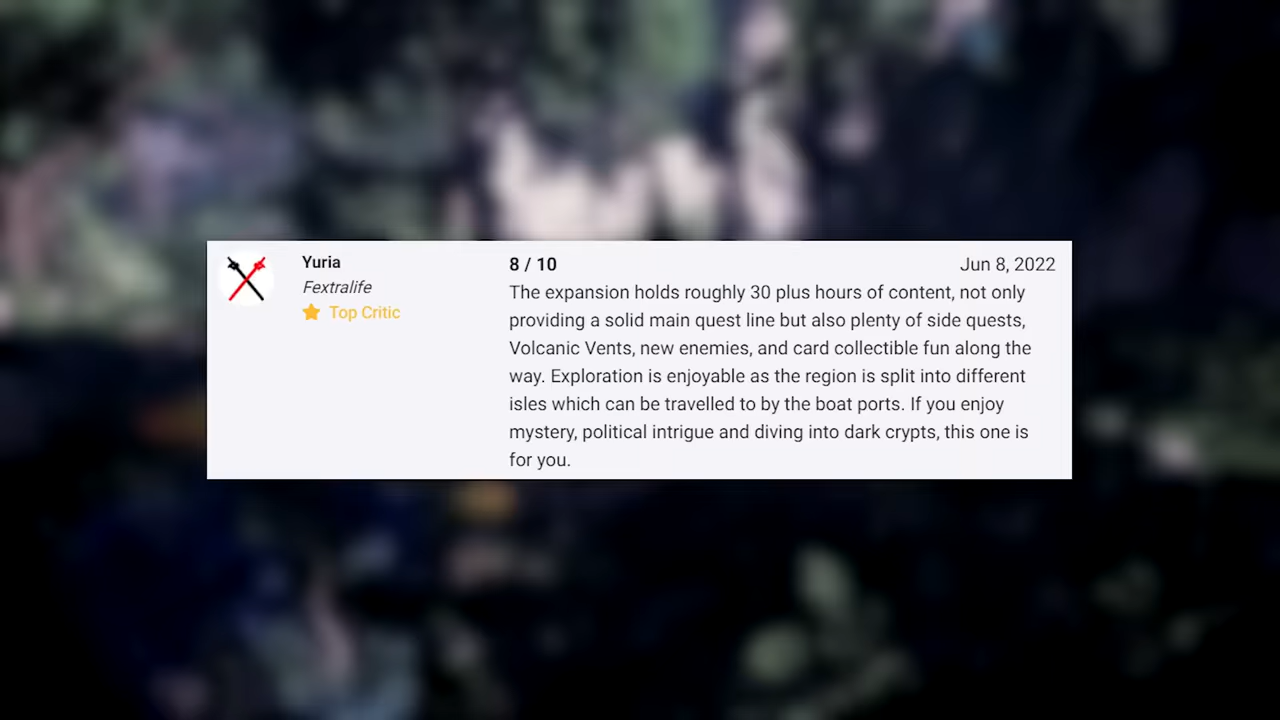 Yuria
Fextralife
Top Critic
8 / 10
Jun 8, 2022
The expansion holds roughly 30 plus hours of content, not only
providing a solid main quest line but also plenty of side quests,
Volcanic Vents, new enemies, and card collectible fun along the
way. Exploration is enjoyable as the region is split into different
isles which can be travelled to by the boat ports. If you enjoy
mystery, political intrigue and diving into dark crypts, this one is
for you.